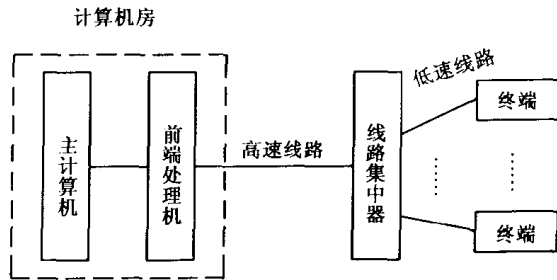 计算机房
主计算机
前端处理机
高速线路
线路集中器
低速线路
终端
终端